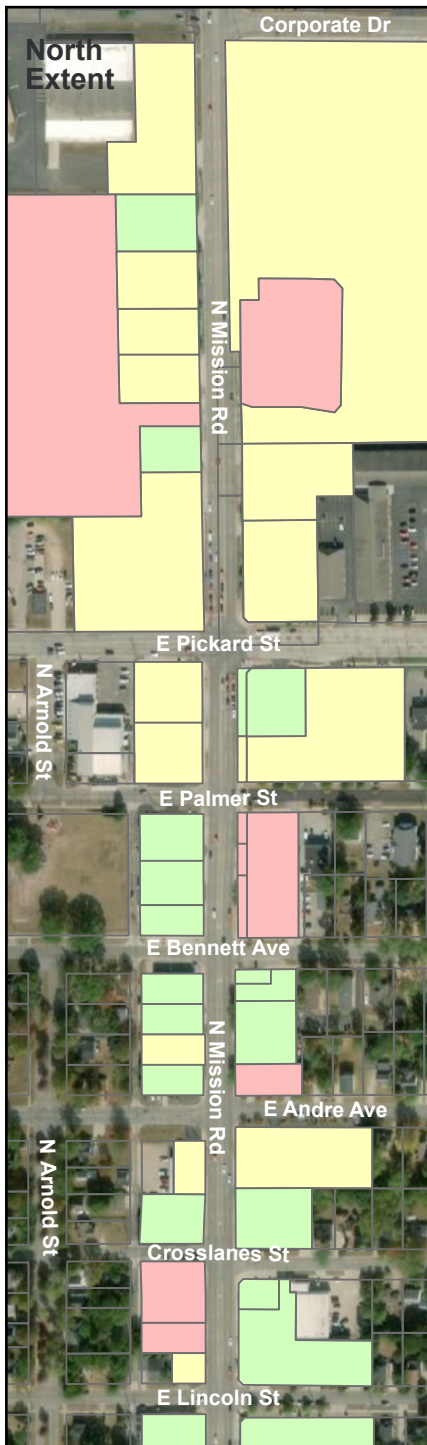 Corporate Dr
North
Extent
N Mission Rd
E Pickard St
N Arnold St
E Palmer St
E Bennett Ave
N Mission Rd
E Andre Ave
N Arnold St
Crosslanes St
E Lincoln St